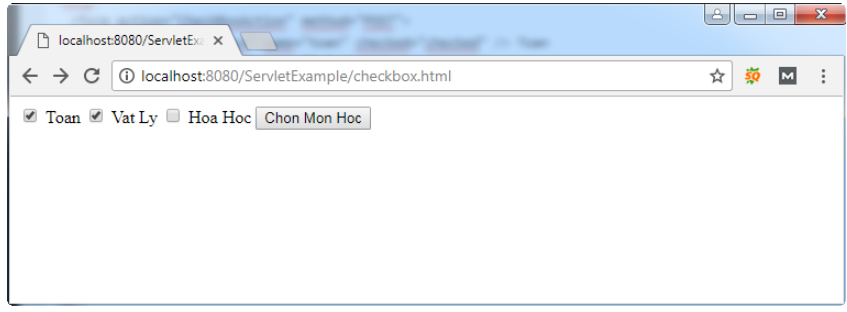 localhost:8080/ServletEx
localhost:8080/ServletExample/checkbox.html
Toan Vat Ly Hoa Hoc Chon Mon Hoc